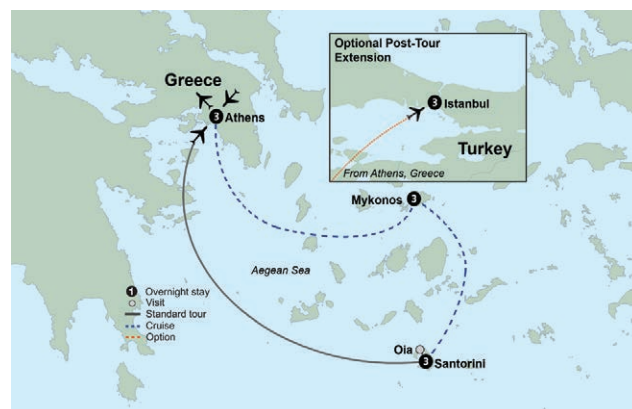 Optional Post-Tour
Extension
Greece
3 Istanbul
3 Athens
Turkey
From Athens, Greece
Mykonos 3
Aegean Sea
1 Overnight stay
Visit
Standard tour
Cruise
Option
Oia
3 Santorini